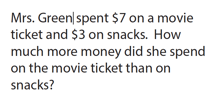 Mrs. Green spent $7 on a movie
ticket and $3 on snacks.  How
much more money did she spend
on the movie ticket than on
snacks?